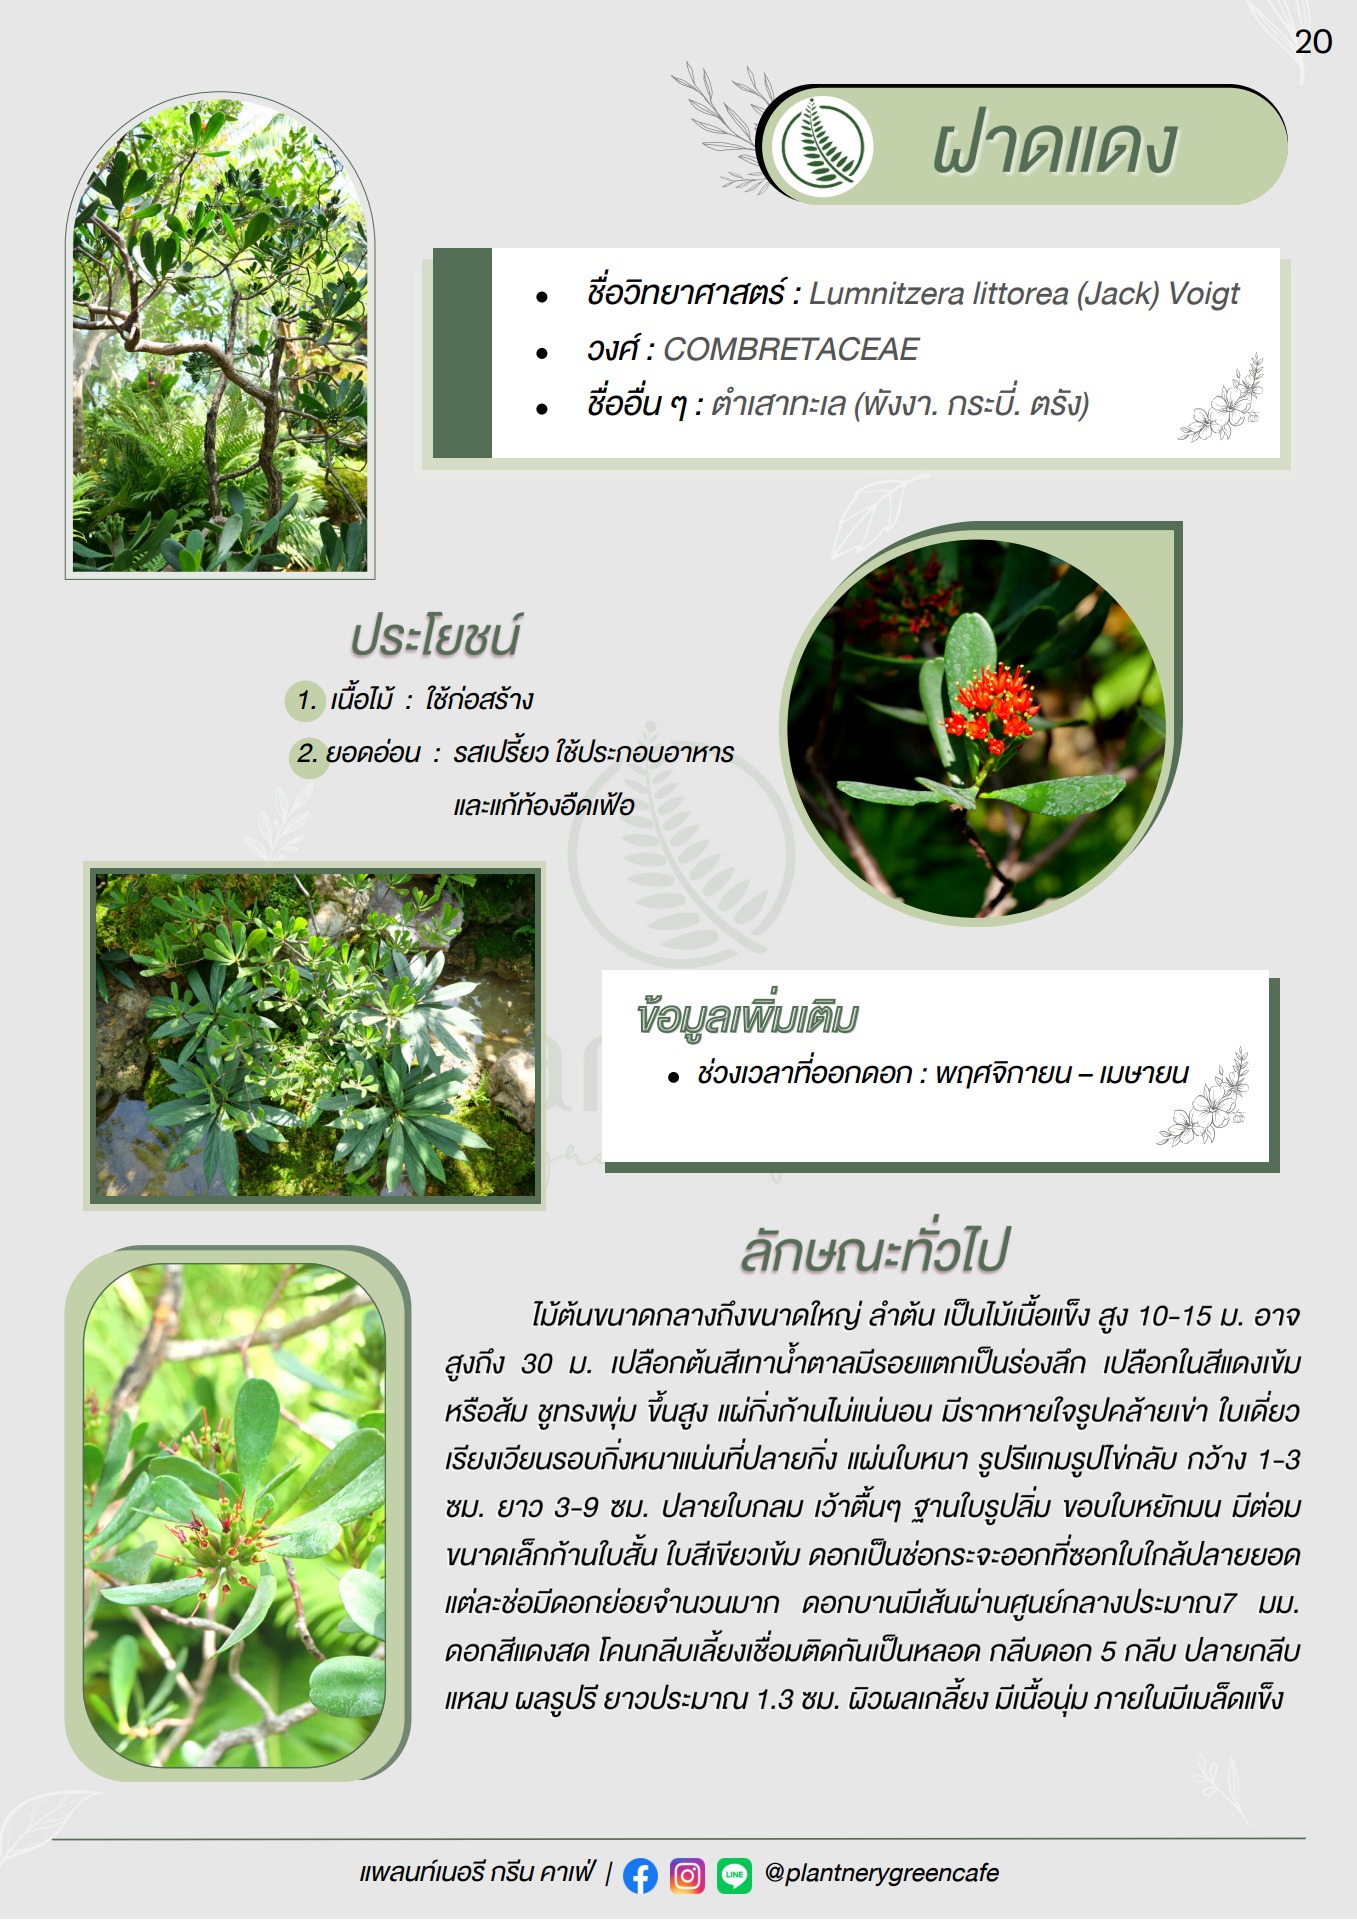 20
ฝาดแดง
ชื่อวิทยาศาสตร์ : Lumnitzera littorea (Jack) Voigt
วงศ์ : COMBRETACEAE
ชื่ออื่น ๆ : ตำเสาทะเล (พังงา. กระบี่. ตรัง)
ประโยชน์
1. เนื้อไม้ : ใช้ก่อสร้าง
2. ยอดอ่อน : รสเปรี้ยว ใช้ประกอบอาหาร
และแก้ท้องอืดเฟ้อ
ข้อมูลเพิ่มเติม
ช่วงเวลาที่ออกดอก : พฤศจิกายน – เมษายน
ลักษณะทั่วไป
ไม้ต้นขนาดกลางถึงขนาดใหญ่ ลำต้น เป็นไม้เนื้อแข็ง สูง 10-15 ม. อาจ
สูงถึง 30 ม. เปลือกต้นสีเทาน้ำตาลมีรอยแตกเป็นร่องลึก เปลือกในสีแดงเข้ม
หรือส้ม ชูทรงพุ่ม ขึ้นสูง แผ่กิ่งก้านไม่แน่นอน มีรากหายใจรูปคล้ายเข่า ใบเดี่ยว
เรียงเวียนรอบกิ่งหนาแน่นที่ปลายกิ่ง แผ่นใบหนา รูปรีแกมรูปไข่กลับ กว้าง 1-3
ซม. ยาว 3-9 ซม. ปลายใบกลม เว้าตื้นๆ ฐานใบรูปลิ่ม ขอบใบหยักมน มีต่อม
ขนาดเล็กก้านใบสั้น ใบสีเขียวเข้ม ดอกเป็นช่อกระจะออกที่ซอกใบใกล้ปลายยอด
แต่ละช่อมีดอกย่อยจำนวนมาก ดอกบานมีเส้นผ่านศูนย์กลางประมาณ7 มม.
ดอกสีแดงสด โคนกลีบเลี้ยงเชื่อมติดกันเป็นหลอด กลีบดอก 5 กลีบ ปลายกลีบ
แหลม ผลรูปรี ยาวประมาณ 1.3 ซม. ผิวผลเกลี้ยง มีเนื้อนุ่ม ภายในมีเมล็ดแข็ง
แพลนท์เนอรี กรีน คาเฟ่ | LINE @plantnerygreencafe